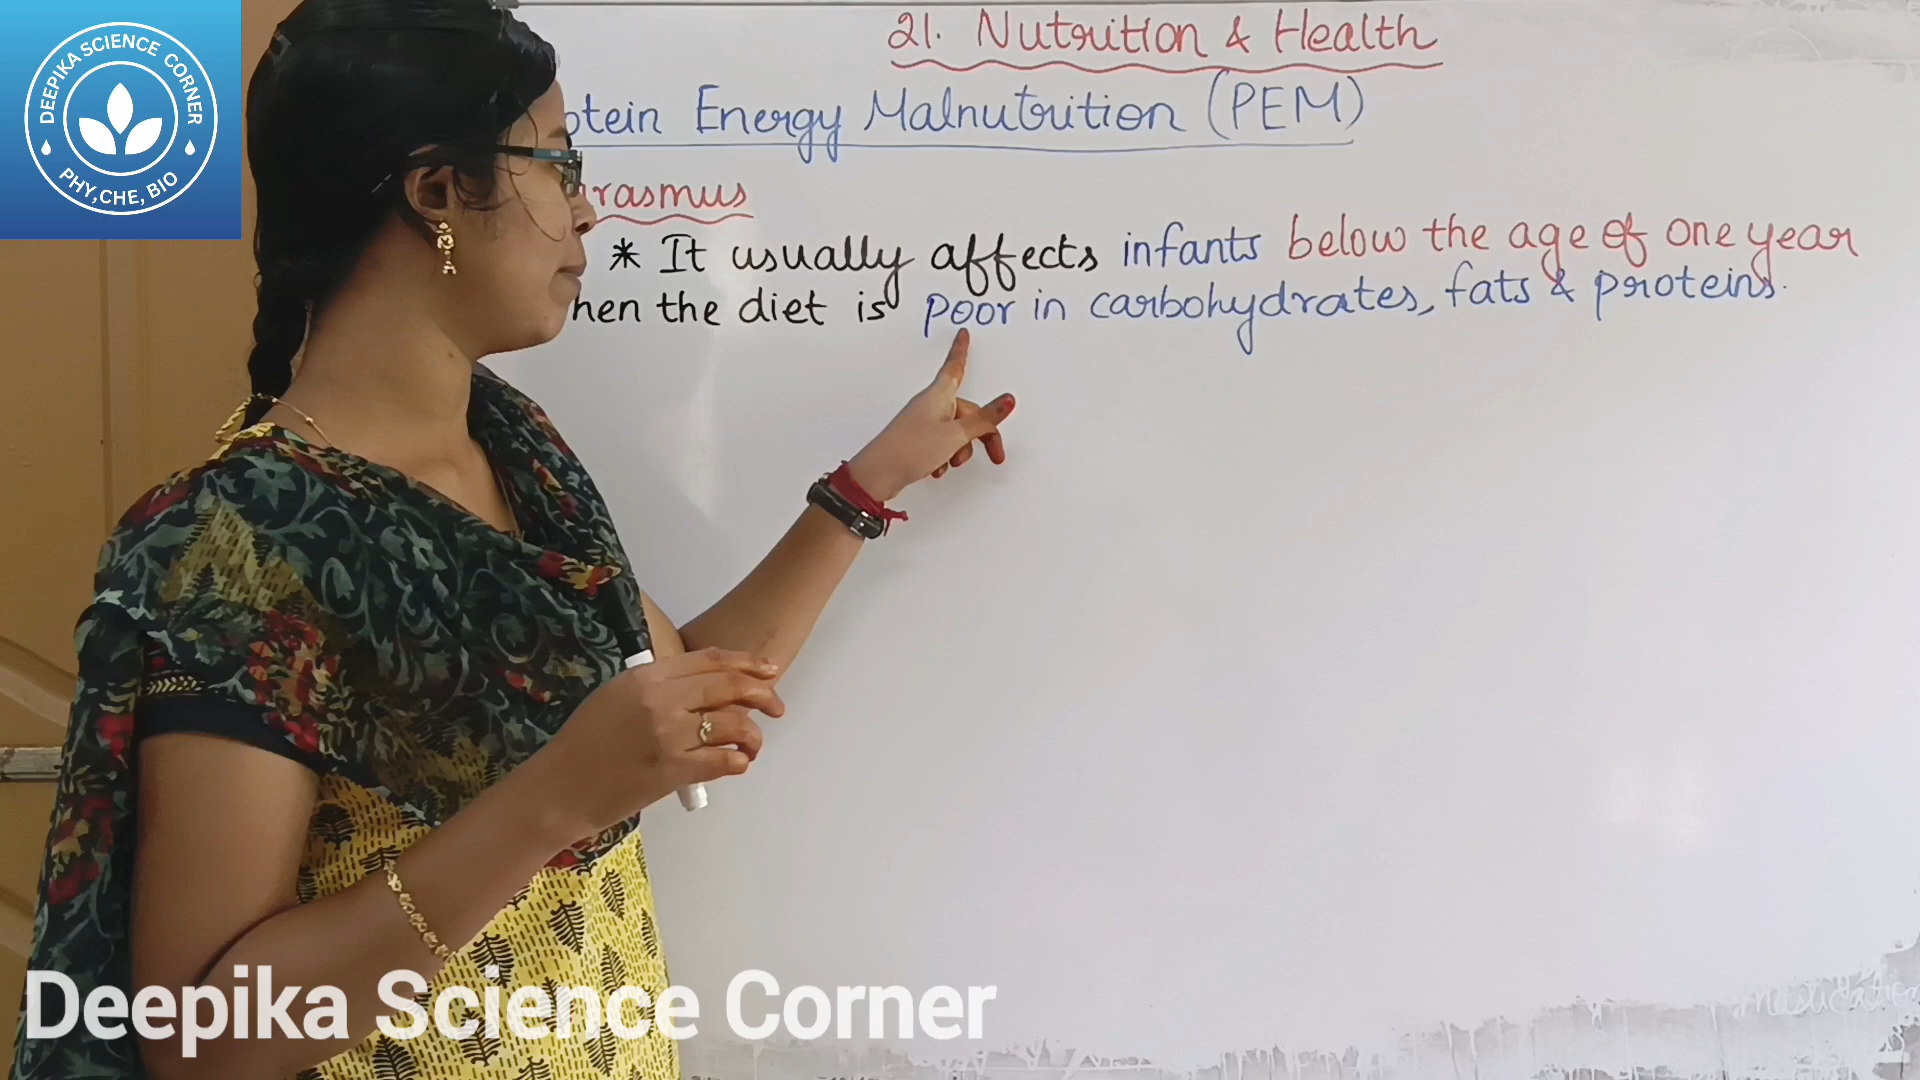 DEEPIKA SCIENCE CORNER
PHY,CHE, BIO
21. Nutrition & Health
otein Energy Malnutrition (PEM)
rasmus
* It usually affects infants below the age of one year
hen the diet is poor in carbohydrates, fats & proteins.
Deepika Science Corner